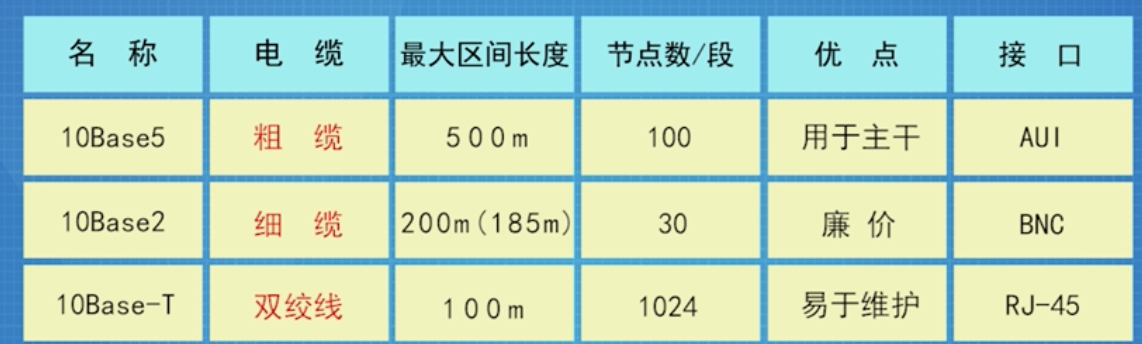 名 称 电 缆 最大区间长度 节点数/段 优 点 接 口
10Base5 粗 缆 500m 100 用于主干 AUI
10Base2 细 缆 200m(185m) 30 廉 价 BNC
10Base-T 双绞线 100m 1024 易于维护 RJ-45